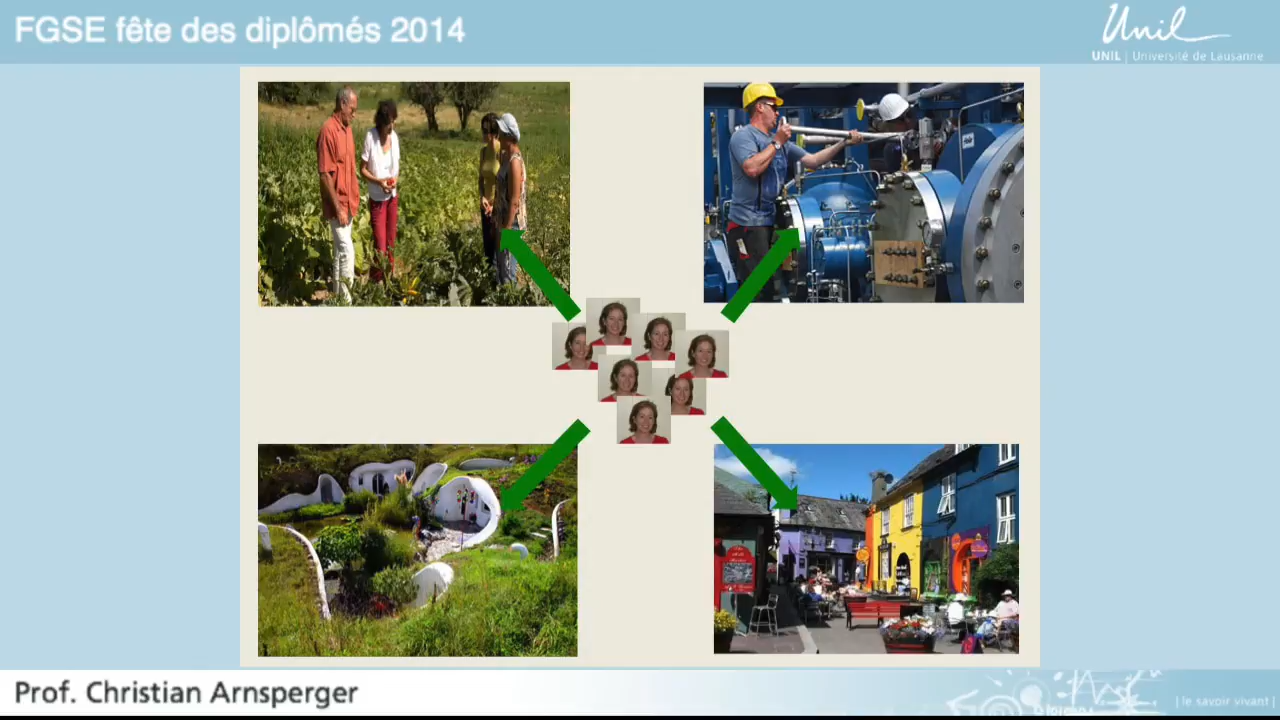 FGSE fête des diplômés 2014
Unil
UNIL | Université de Lausanne
Prof. Christian Arnsperger
| le savoir vivant |